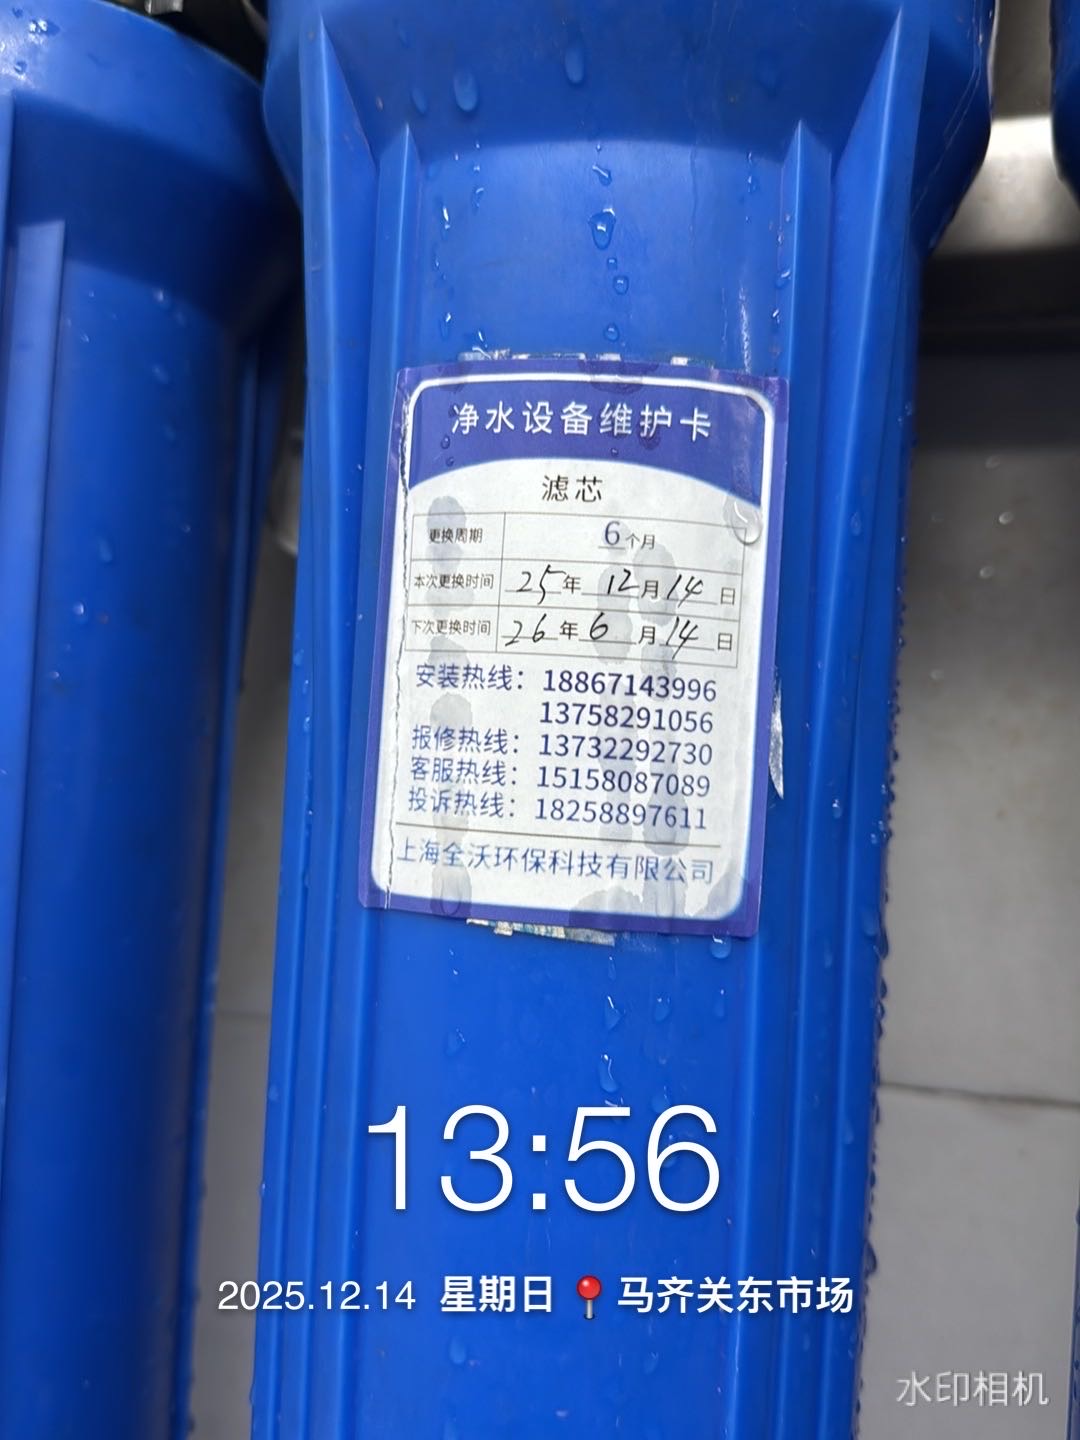 净水设备维护卡
滤芯
更换周期 6个月
本次更换时间 25年12月14日
下次更换时间 26年6月14日
安装热线：18867143996
13758291056
报修热线：13732292730
客服热线：15158087089
投诉热线：18258897611
上海全沃环保科技有限公司
13:56
2025.12.14 星期日 📍马齐关东市场
水印相机